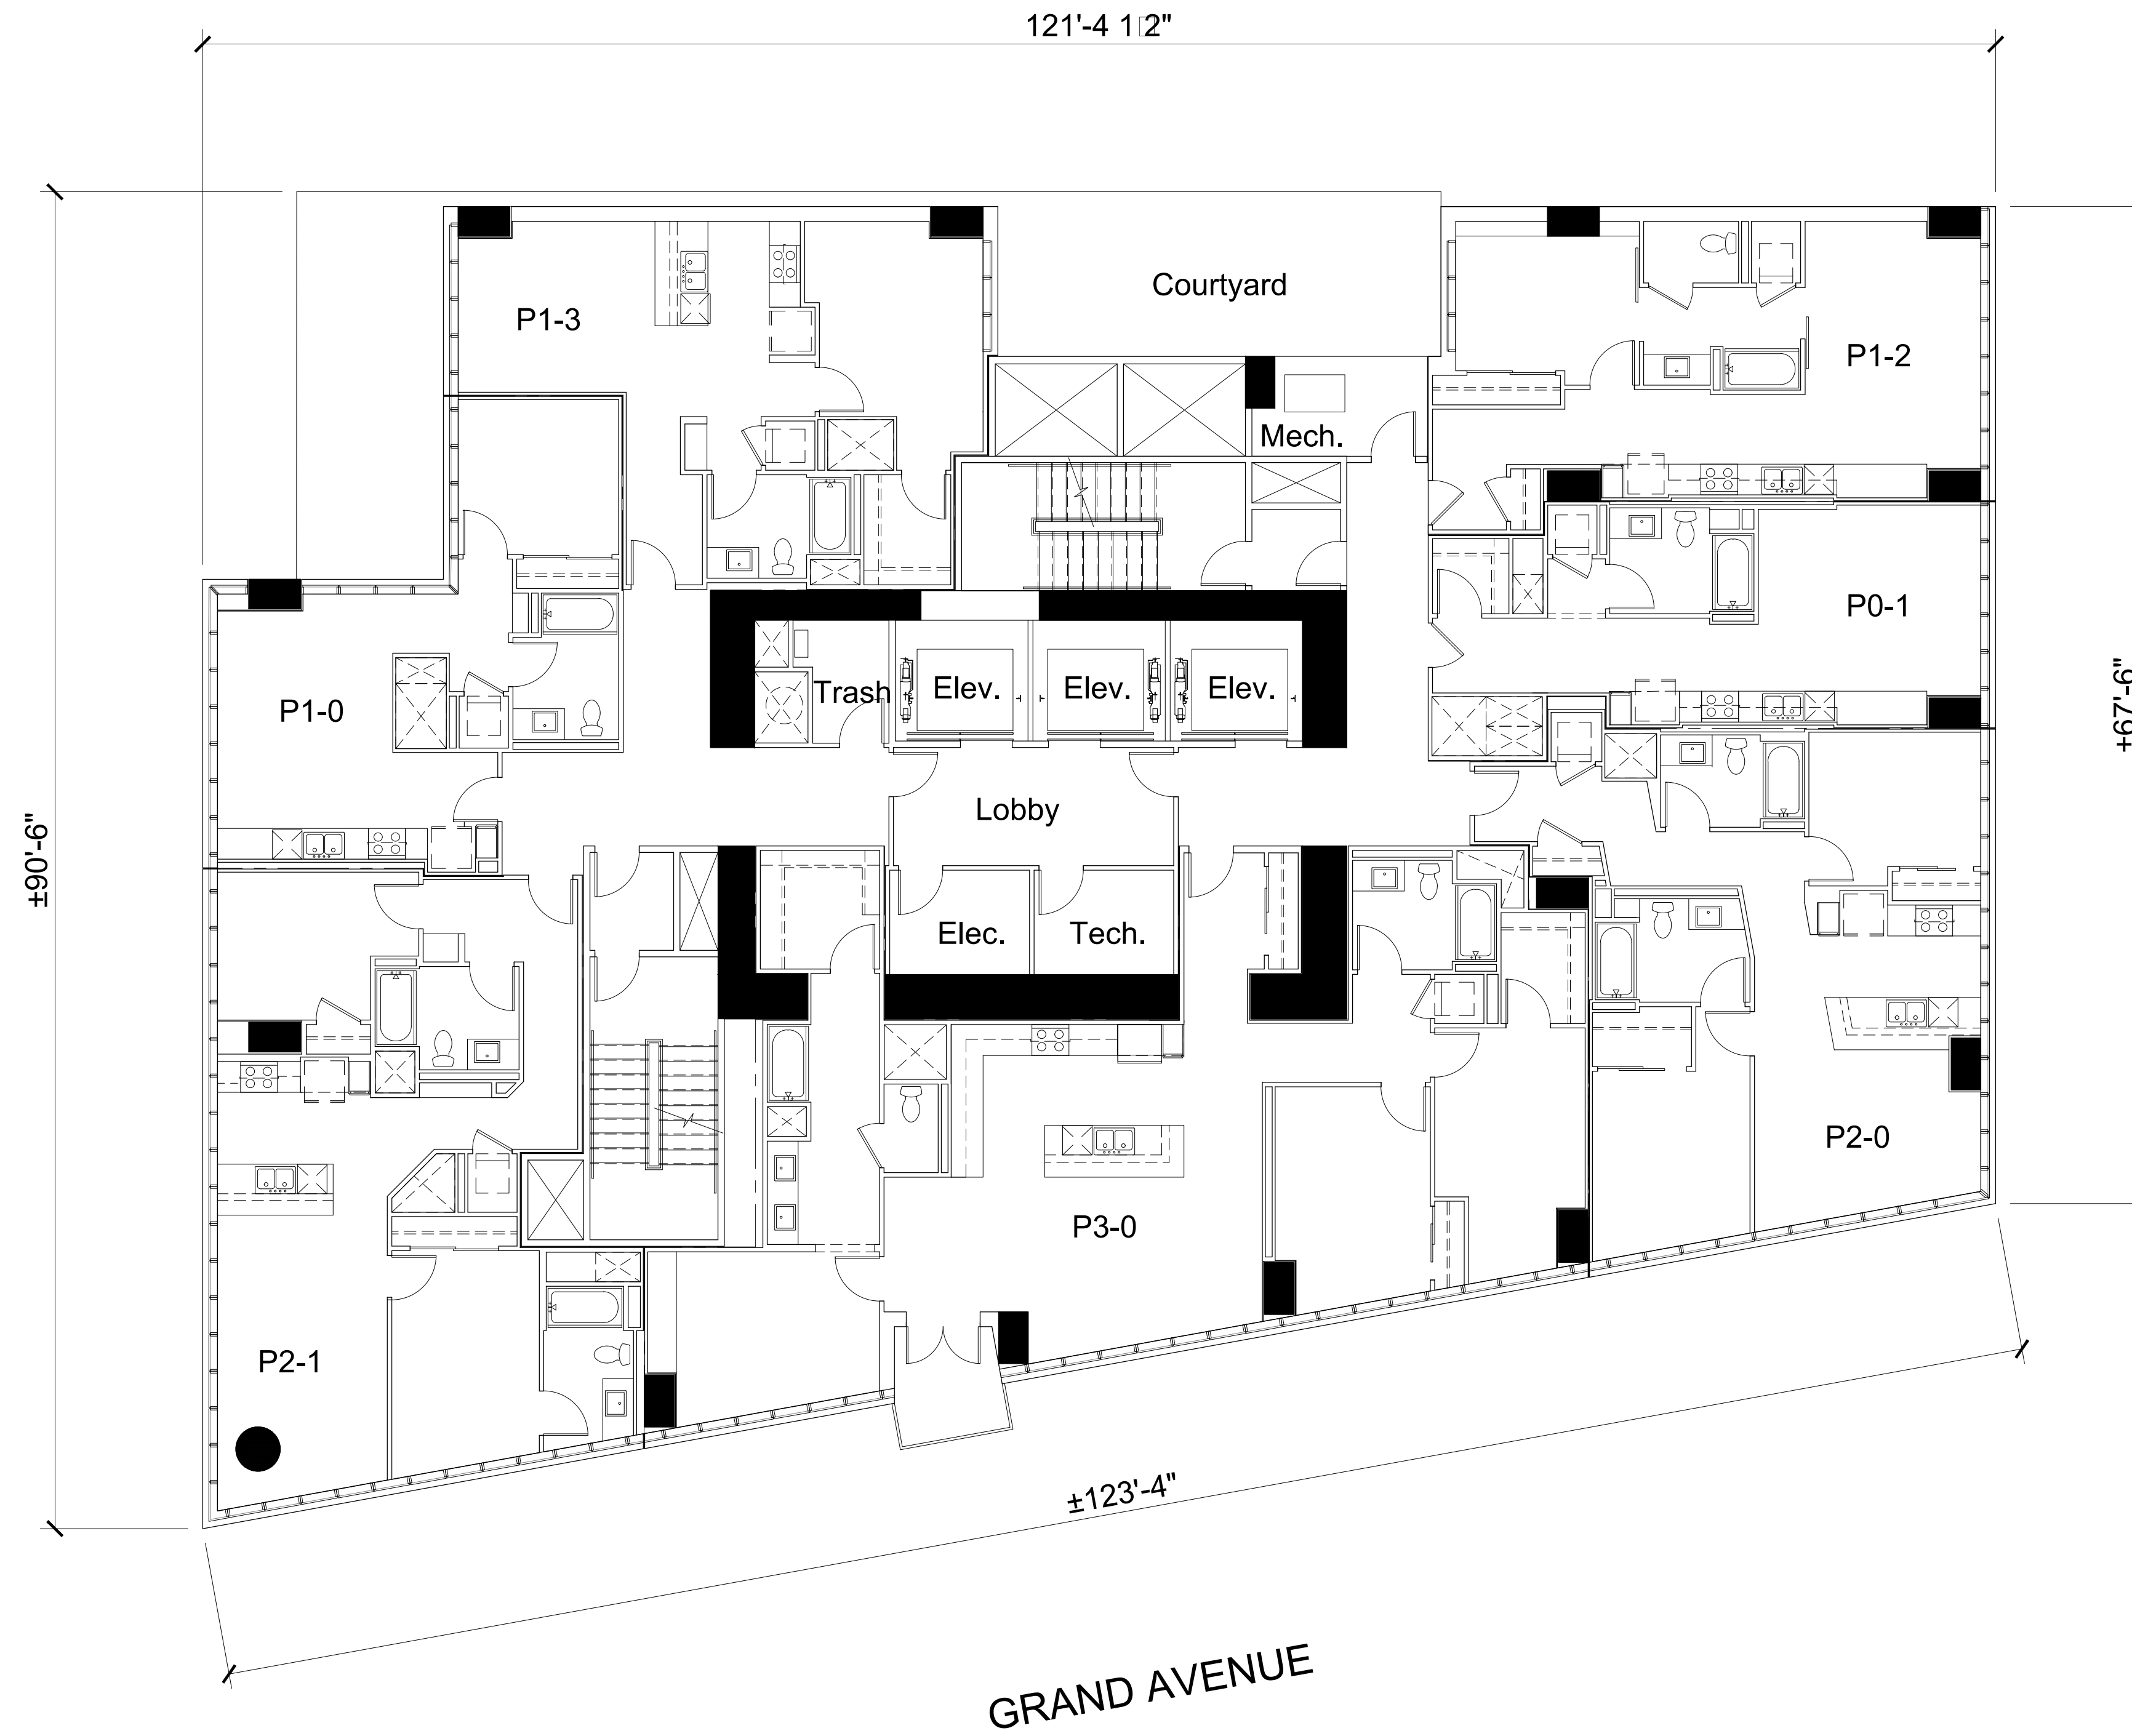 121'-4 1□2"
Courtyard
P1-3
P1-2
Mech.
P0-1
P1-0
Trash
Elev.
Elev.
Elev.
±67'-6"
Lobby
±90'-6"
Elec.
Tech.
P2-0
P3-0
P2-1
±123'-4"
GRAND AVENUE